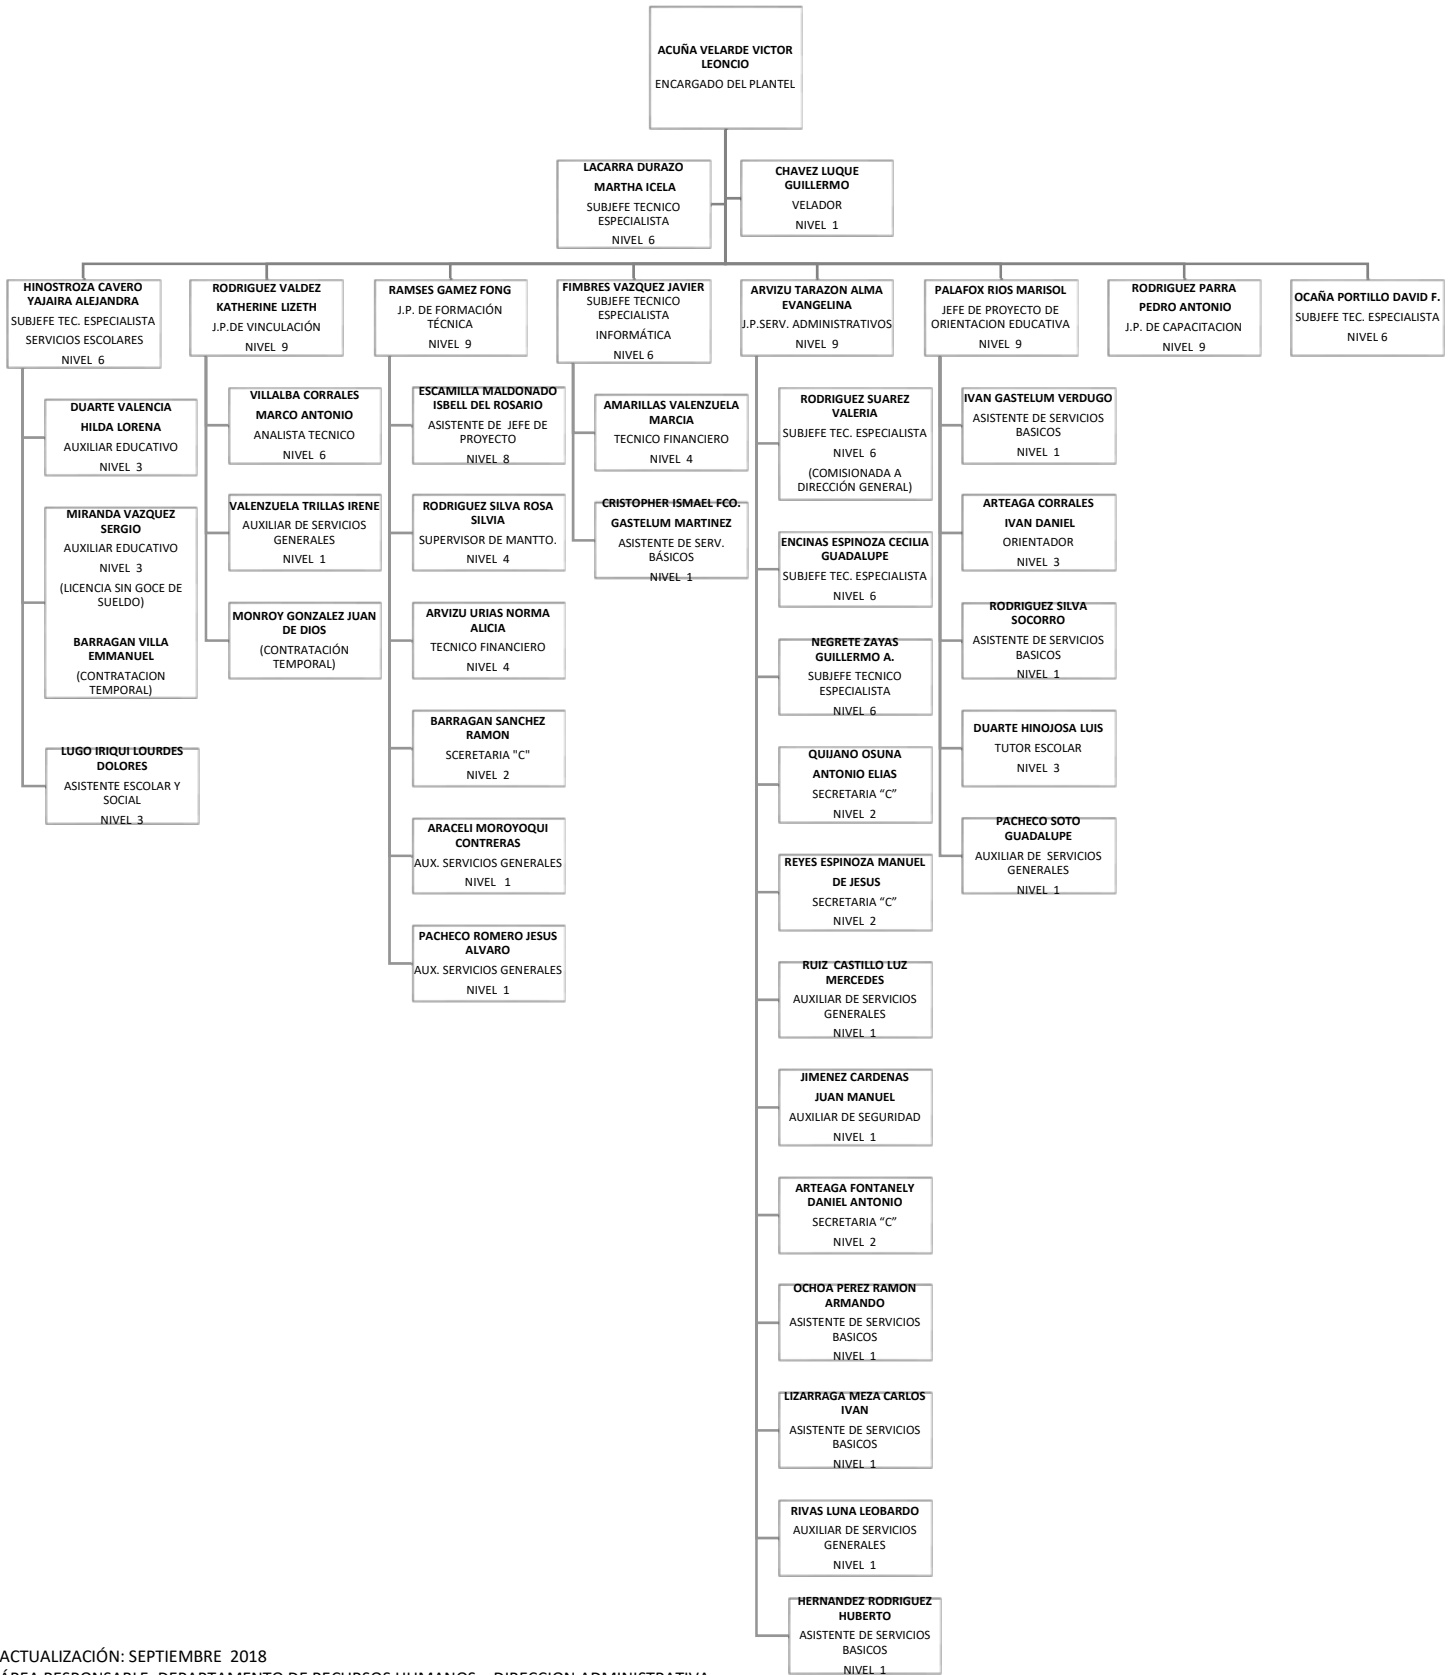 ACUÑA VELARDE VICTOR
LEONCIO
ENCARGADO DEL PLANTEL
LACARRA DURAZO
MARTHA ICELA
SUBJEFE TECNICO
ESPECIALISTA
NIVEL 6
CHAVEZ LUQUE
GUILLERMO
VELADOR
NIVEL 1
HINOSTROZA CAVERO
YAJAIRA ALEJANDRA
SUBJEFE TEC. ESPECIALISTA
SERVICIOS ESCOLARES
NIVEL 6
RODRIGUEZ VALDEZ
KATHERINE LIZETH
J.P.DE VINCULACIÓN
NIVEL 9
RAMSES GAMEZ FONG
J.P. DE FORMACIÓN
TÉCNICA
NIVEL 9
FIMBRES VAZQUEZ JAVIER
SUBJEFE TECNICO
ESPECIALISTA
INFORMÁTICA
NIVEL 6
ARVIZU TARAZON ALMA
EVANGELINA
J.P.SERV. ADMINISTRATIVOS
NIVEL 9
PALAFOX RIOS MARISOL
JEFE DE PROYECTO DE
ORIENTACION EDUCATIVA
NIVEL 9
RODRIGUEZ PARRA
PEDRO ANTONIO
J.P. DE CAPACITACION
NIVEL 9
OCAÑA PORTILLO DAVID F.
SUBJEFE TEC. ESPECIALISTA
NIVEL 6
DUARTE VALENCIA
HILDA LORENA
AUXILIAR EDUCATIVO
NIVEL 3
MIRANDA VAZQUEZ
SERGIO
AUXILIAR EDUCATIVO
NIVEL 3
(LICENCIA SIN GOCE DE
SUELDO)
BARRAGAN VILLA
EMMANUEL
(CONTRATACION
TEMPORAL)
LUGO IRIQUI LOURDES
DOLORES
ASISTENTE ESCOLAR Y
SOCIAL
NIVEL 3
VILLALBA CORRALES
MARCO ANTONIO
ANALISTA TECNICO
NIVEL 6
VALENZUELA TRILLAS IRENE
AUXILIAR DE SERVICIOS
GENERALES
NIVEL 1
MONROY GONZALEZ JUAN
DE DIOS
(CONTRATACIÓN
TEMPORAL)
ESCAMILLA MALDONADO
ISBELL DEL ROSARIO
ASISTENTE DE JEFE DE
PROYECTO
NIVEL 8
RODRIGUEZ SILVA ROSA
SILVIA
SUPERVISOR DE MANTTO.
NIVEL 4
ARVIZU URIAS NORMA
ALICIA
TECNICO FINANCIERO
NIVEL 4
BARRAGAN SANCHEZ
RAMON
SCERETARIA "C"
NIVEL 2
ARACELI MOROYOQUI
CONTRERAS
AUX. SERVICIOS GENERALES
NIVEL 1
PACHECO ROMERO JESUS
ALVARO
AUX. SERVICIOS GENERALES
NIVEL 1
AMARILLAS VALENZUELA
MARCIA
TECNICO FINANCIERO
NIVEL 4
CRISTOPHER ISMAEL FCO.
GASTELUM MARTINEZ
ASISTENTE DE SERV.
BÁSICOS
NIVEL 1
RODRIGUEZ SUAREZ
VALERIA
SUBJEFE TEC. ESPECIALISTA
NIVEL 6
(COMISIONADA A
DIRECCIÓN GENERAL)
ENCINAS ESPINOZA CECILIA
GUADALUPE
SUBJEFE TEC. ESPECIALISTA
NIVEL 6
NEGRETE ZAYAS
GUILLERMO A.
SUBJEFE TECNICO
ESPECIALISTA
NIVEL 6
QUIJANO OSUNA
ANTONIO ELIAS
SECRETARIA “C”
NIVEL 2
REYES ESPINOZA MANUEL
DE JESUS
SECRETARIA “C”
NIVEL 2
RUIZ CASTILLO LUZ
MERCEDES
AUXILIAR DE SERVICIOS
GENERALES
NIVEL 1
JIMENEZ CARDENAS
JUAN MANUEL
AUXILIAR DE SEGURIDAD
NIVEL 1
ARTEAGA FONTANELY
DANIEL ANTONIO
SECRETARIA “C”
NIVEL 2
OCHOA PEREZ RAMON
ARMANDO
ASISTENTE DE SERVICIOS
BASICOS
NIVEL 1
LIZARRAGA MEZA CARLOS
IVAN
ASISTENTE DE SERVICIOS
BASICOS
NIVEL 1
RIVAS LUNA LEOBARDO
AUXILIAR DE SERVICIOS
GENERALES
NIVEL 1
HERNANDEZ RODRIGUEZ
HUBERTO
ASISTENTE DE SERVICIOS
BASICOS
NIVEL 1
IVAN GASTELUM VERDUGO
ASISTENTE DE SERVICIOS
BASICOS
NIVEL 1
ARTEAGA CORRALES
IVAN DANIEL
ORIENTADOR
NIVEL 3
RODRIGUEZ SILVA
SOCORRO
ASISTENTE DE SERVICIOS
BASICOS
NIVEL 1
DUARTE HINOJOSA LUIS
TUTOR ESCOLAR
NIVEL 3
PACHECO SOTO
GUADALUPE
AUXILIAR DE SERVICIOS
GENERALES
NIVEL 1
ACTUALIZACIÓN: SEPTIEMBRE 2018
ÁREA RESPONSABLE: DEPARTAMENTO DE RECURSOS HUMANOS – DIRECCION ADMINISTRATIVA